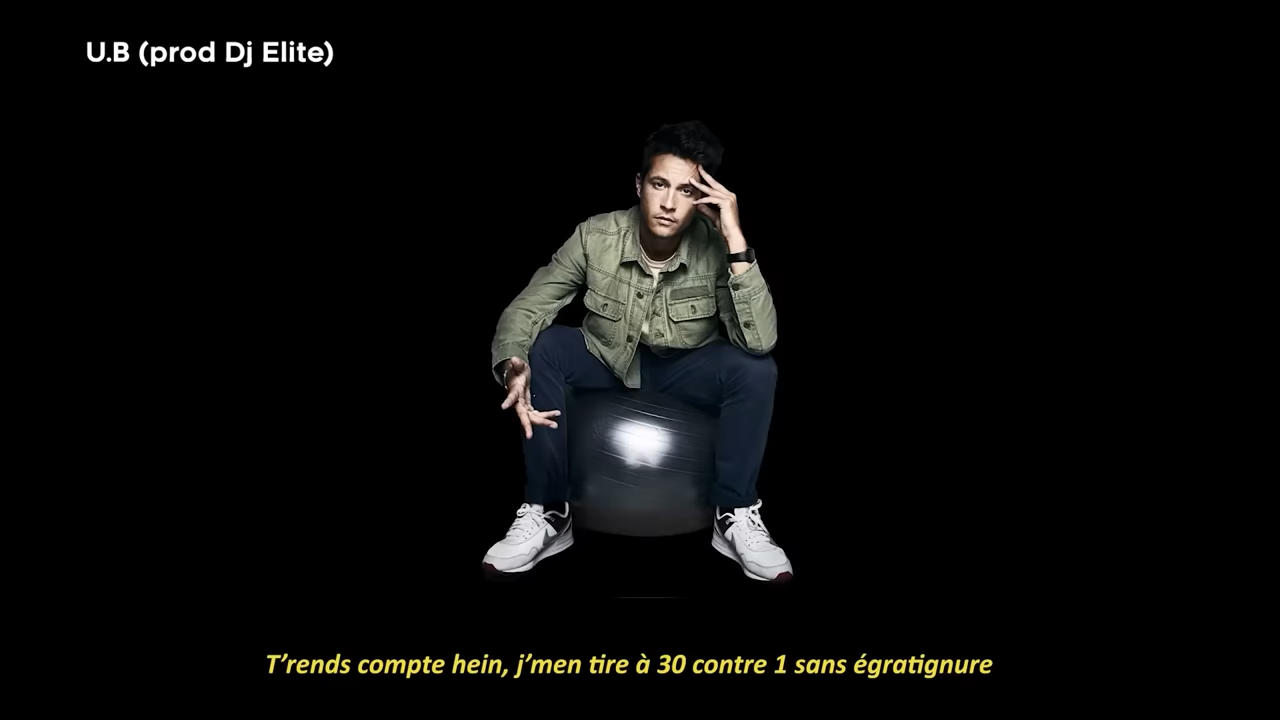 U.B (prod Dj Elite)
T’rends compte hein, j’men tire à 30 contre 1 sans égratignure